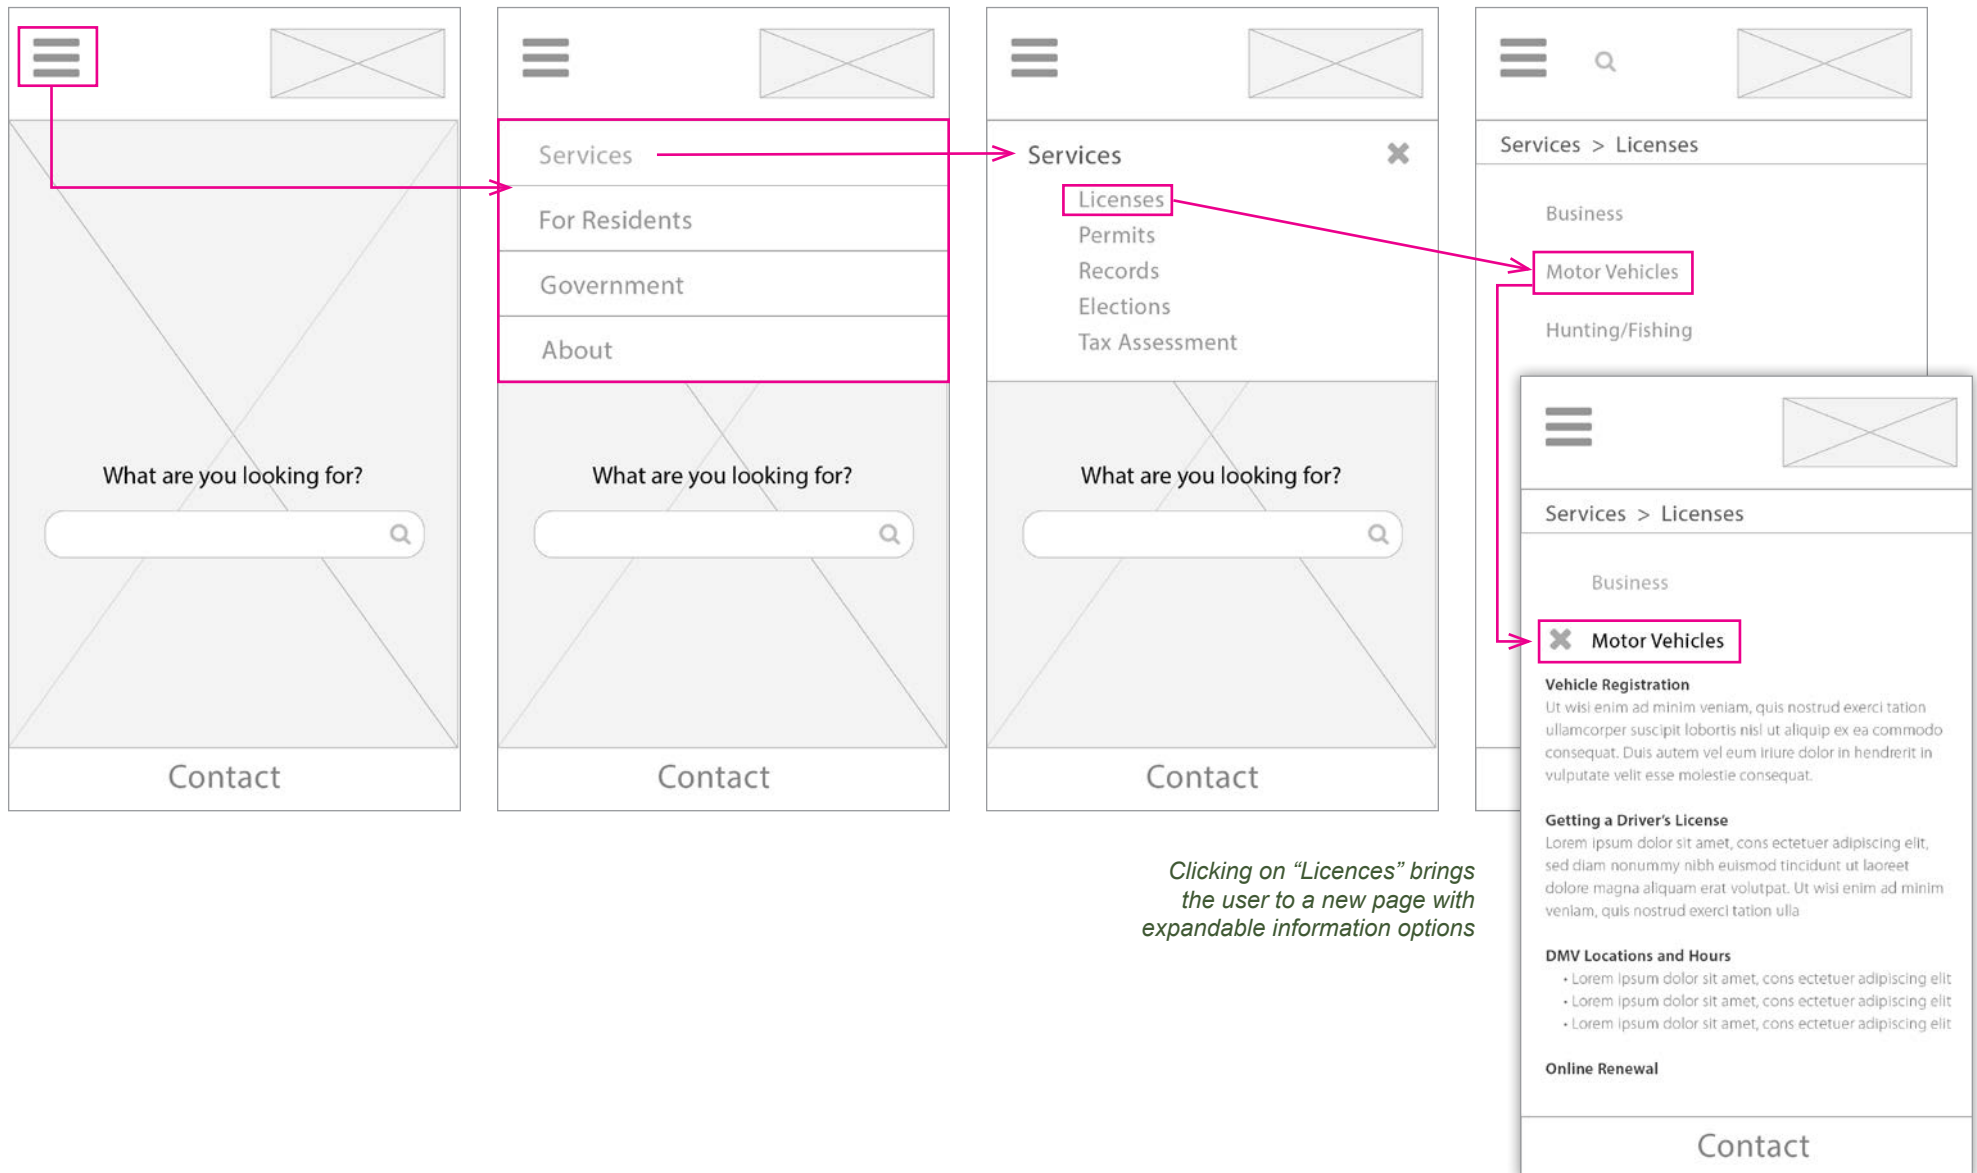 What are you looking for?
Contact
Services
For Residents
Government
About
What are you looking for?
Contact
Services
Licenses
Permits
Records
Elections
Tax Assessment
What are you looking for?
Contact
Services > Licenses
Business
Motor Vehicles
Hunting/Fishing
Services > Licenses
Business
Motor Vehicles
Vehicle Registration
Ut wisi enim ad minim veniam, quis nostrud exerci tation
ullamcorper suscipit lobortis nisl ut aliquip ex ea commodo
consequat. Duis autem vel eum iriure dolor in hendrerit in
vulputate velit esse molestie consequat.
Getting a Driver's License
Lorem ipsum dolor sit amet, cons ectetuer adipiscing elit,
sed diam nonummy nibh euismod tincidunt ut laoreet
dolore magna aliquam erat volutpat. Ut wisi enim ad minim
veniam, quis nostrud exerci tation ulla
DMV Locations and Hours
• Lorem ipsum dolor sit amet, cons ectetuer adipiscing elit
• Lorem ipsum dolor sit amet, cons ectetuer adipiscing elit
• Lorem ipsum dolor sit amet, cons ectetuer adipiscing elit
Online Renewal
Contact
Clicking on “Licences” brings
the user to a new page with
expandable information options